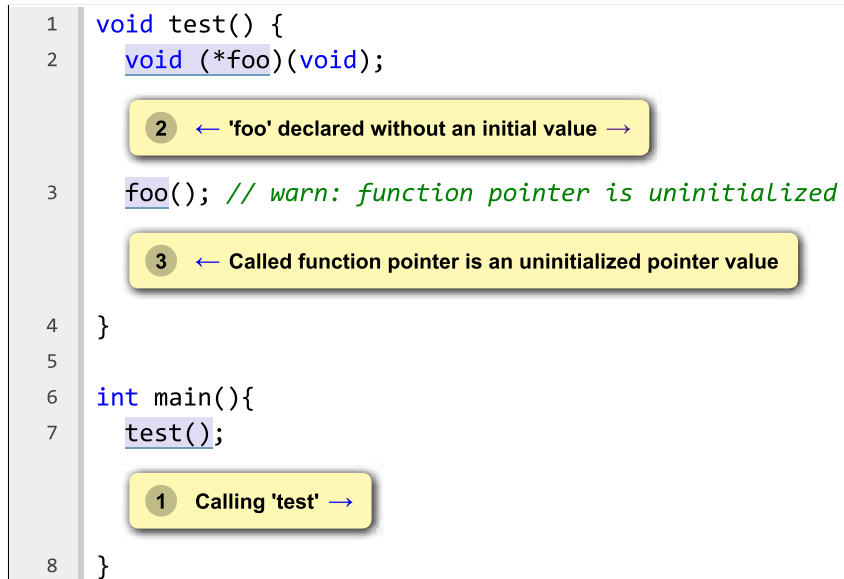 1 void test() {
2 void (*foo)(void);
2 ← 'foo' declared without an initial value →
3 foo(); // warn: function pointer is uninitialized
3 ← Called function pointer is an uninitialized pointer value
4 }
5
6 int main(){
7 test();
1 Calling 'test' →
8 }